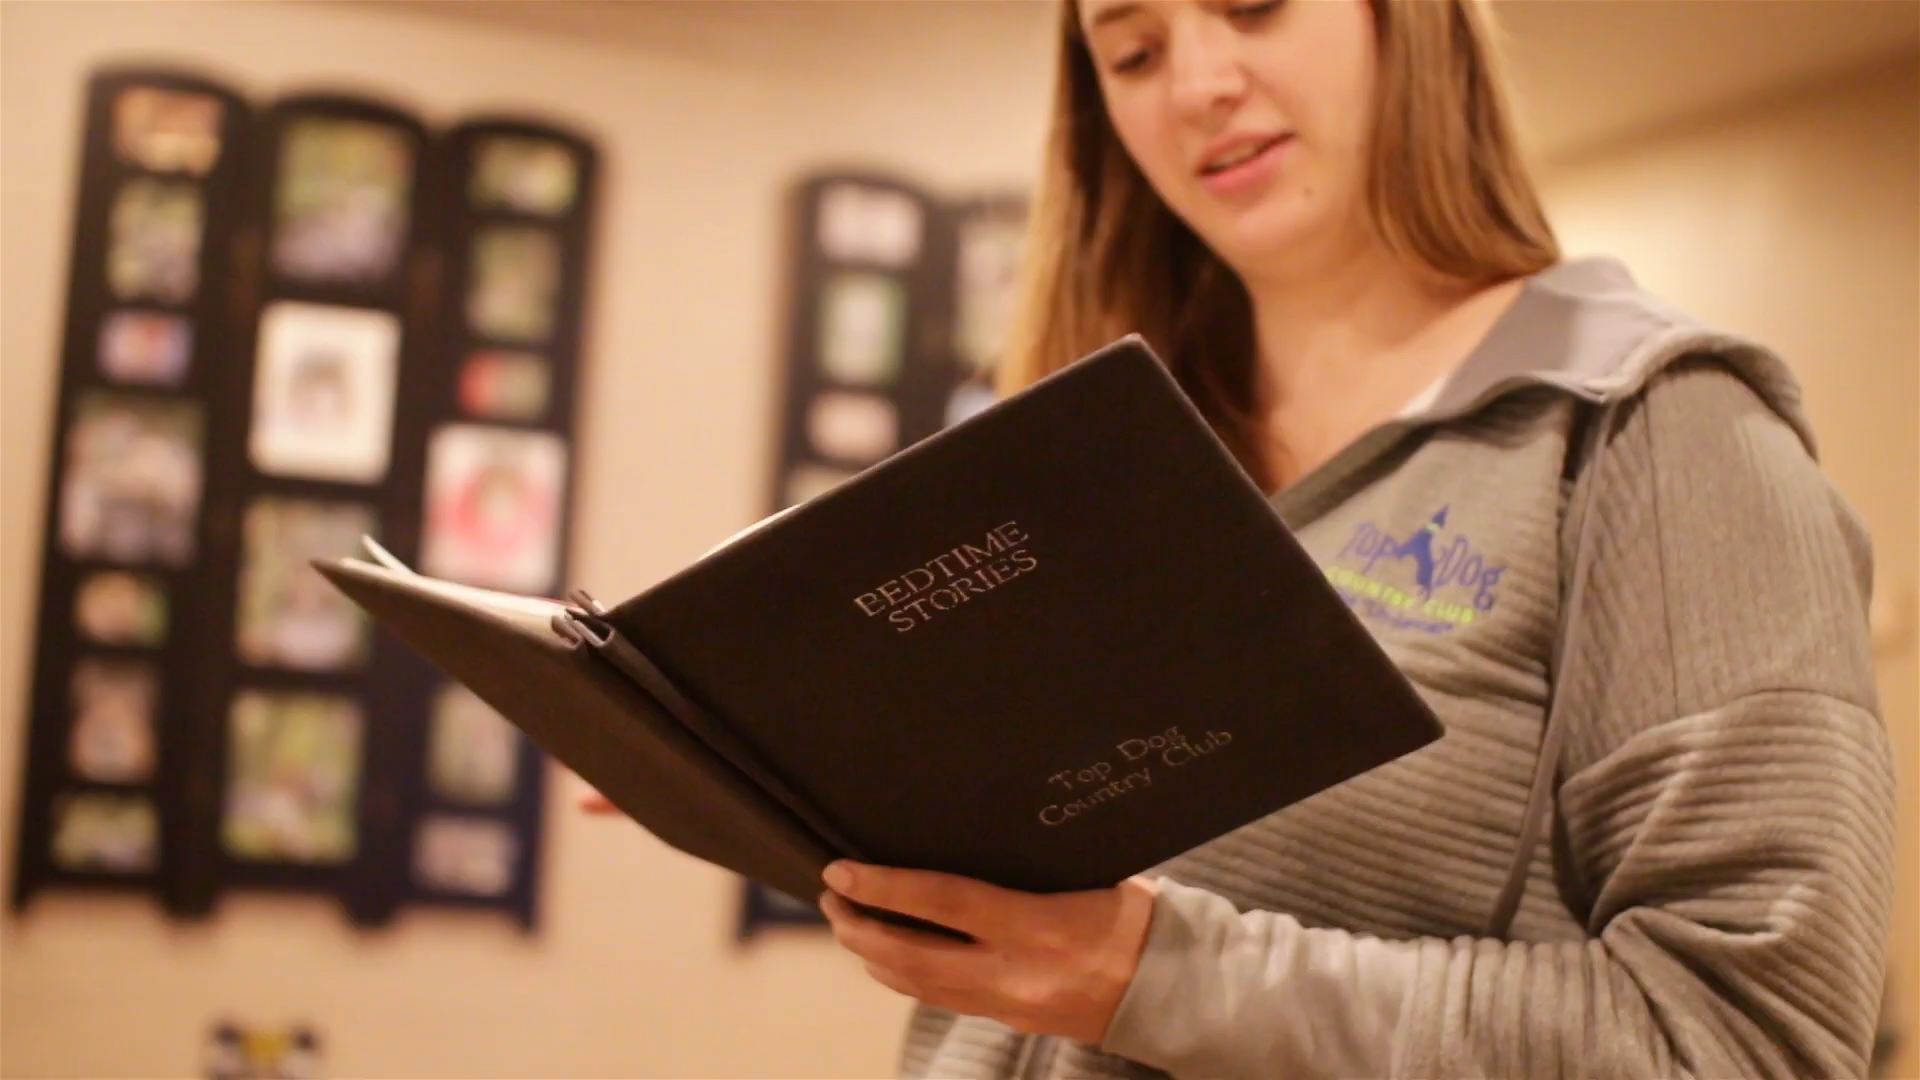 BEDTIME
STORIES
Top Dog
Country Club
Top Dog
COUNTRY CLUB